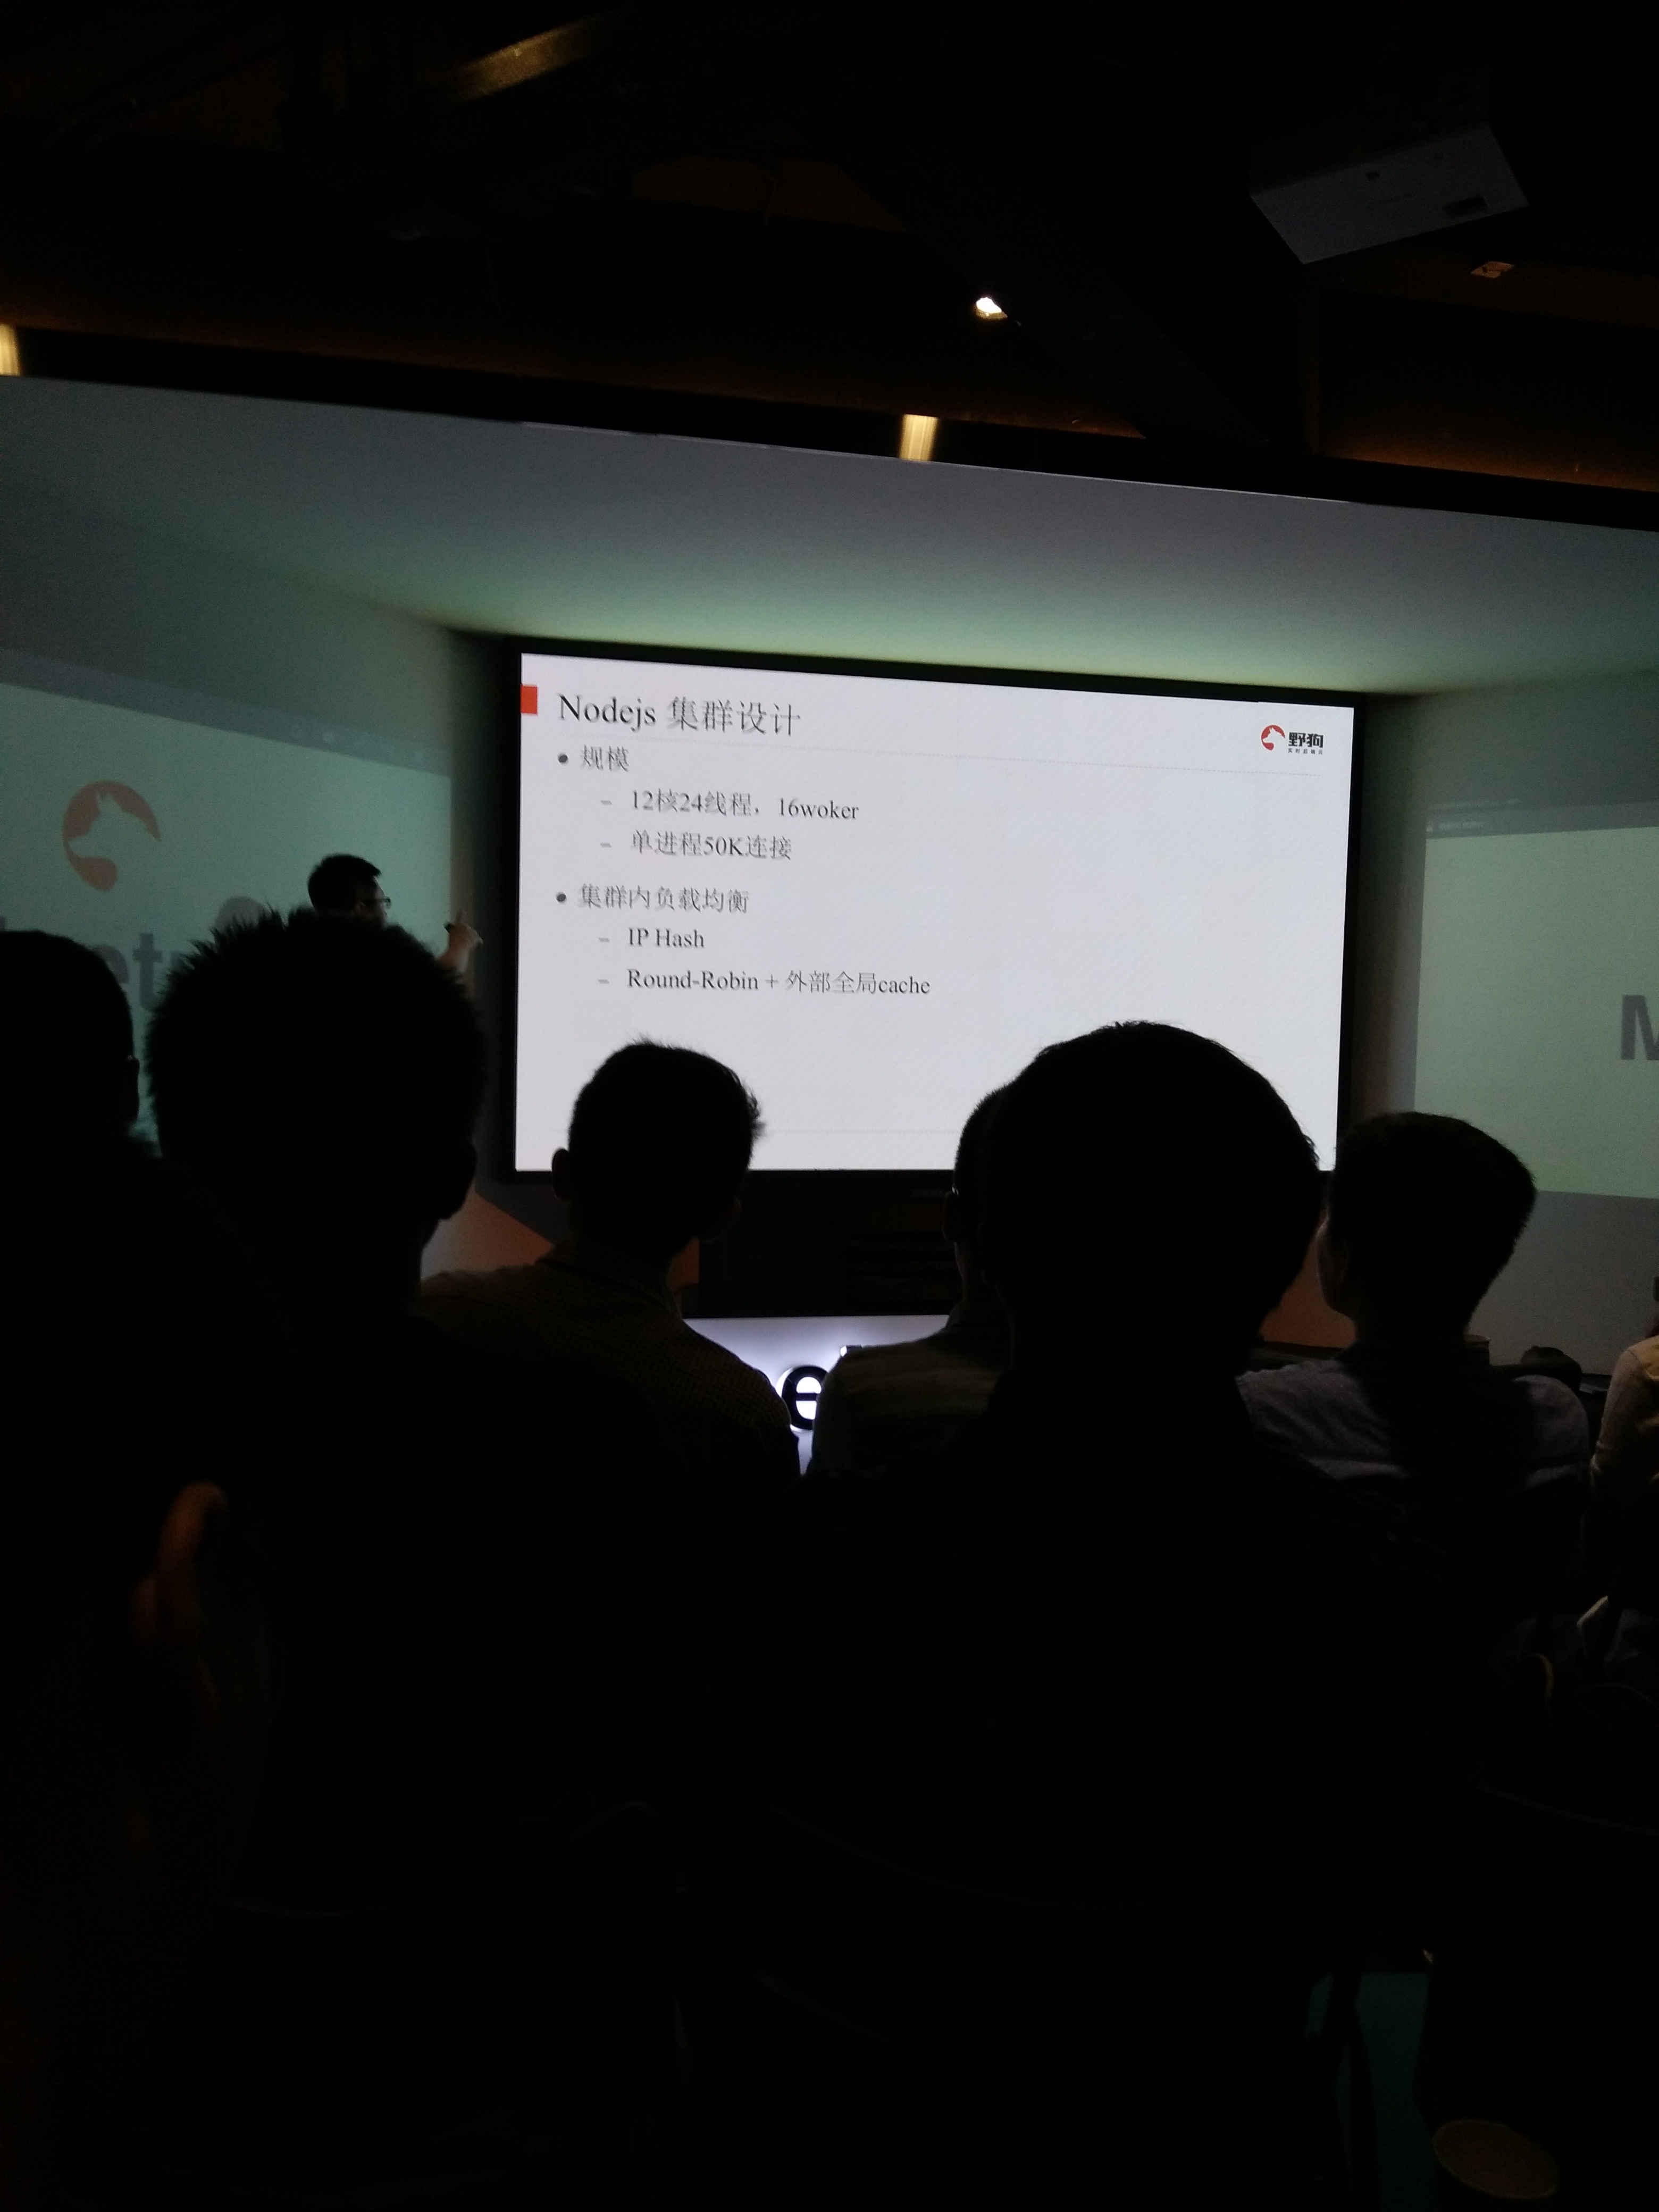 Nodejs 集群设计
野狗
• 规模
– 12核24线程，16woker
– 单进程50K连接
• 集群内负载均衡
– IP Hash
– Round-Robin + 外部全局cache
etu
M
e